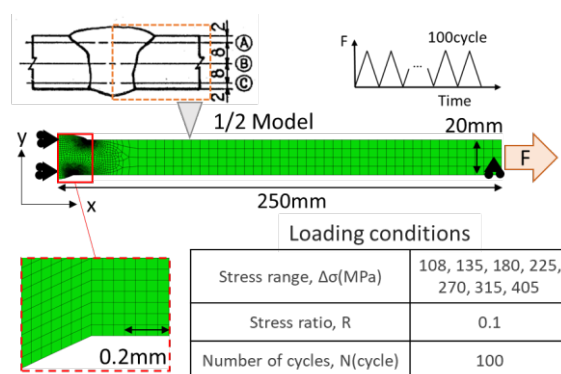 2
Ⓐ
8
Ⓑ
8
Ⓒ
2
F
100cycle
...
Time
1/2 Model
20mm
y
x
F
250mm
0.2mm
Loading conditions
Stress range, Δσ(MPa)
108, 135, 180, 225,
270, 315, 405
Stress ratio, R
0.1
Number of cycles, N(cycle)
100